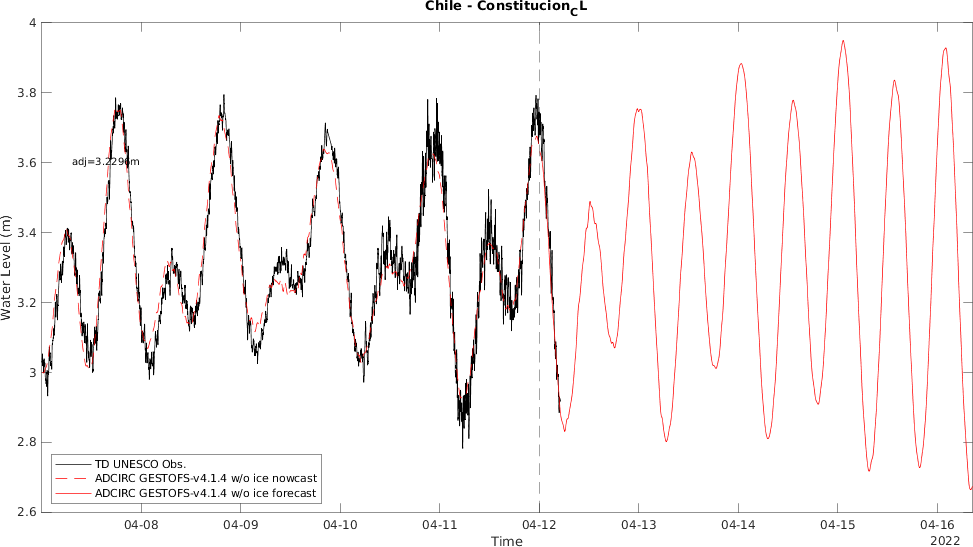 Chile - Constitucion_CL
4
3.8
3.6
3.4
3.2
3
2.8
2.6
Water Level (m)
adj=3.2296m
TD UNESCO Obs.
ADCIRC GESTOFS-v4.1.4 w/o ice nowcast
ADCIRC GESTOFS-v4.1.4 w/o ice forecast
04-08 04-09 04-10 04-11 04-12 04-13 04-14 04-15 04-16
Time 2022